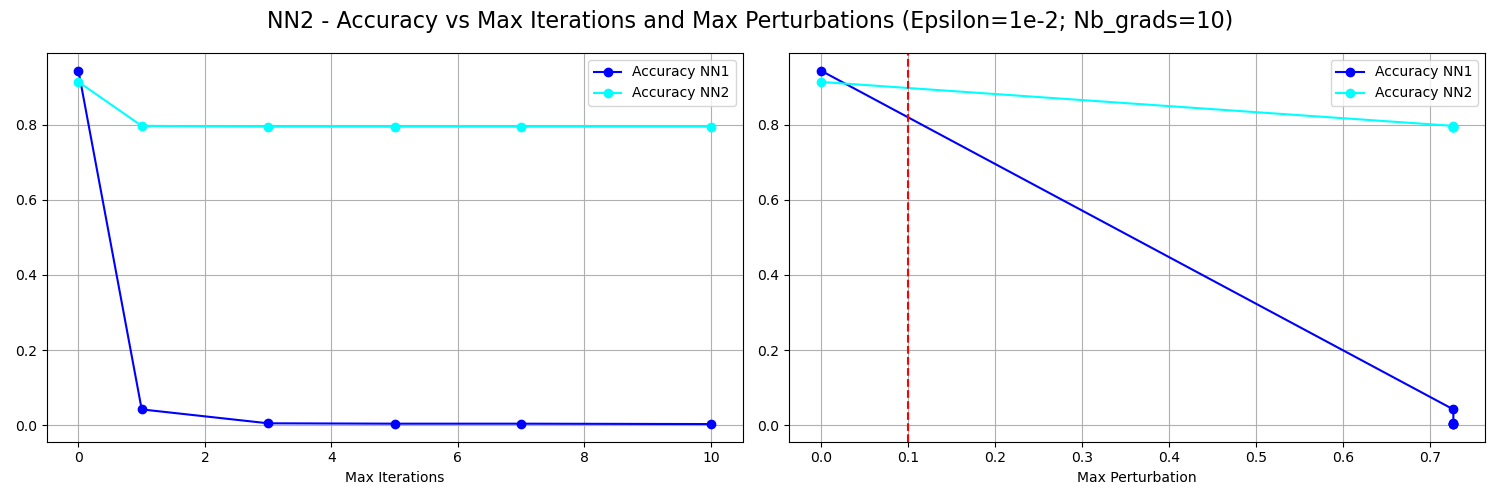 NN2 - Accuracy vs Max Iterations and Max Perturbations (Epsilon=1e-2; Nb_grads=10)
Accuracy NN1
Accuracy NN2
0.8
0.6
0.4
0.2
0.0
0 2 4 6 8 10
Max Iterations
Accuracy NN1
Accuracy NN2
0.8
0.6
0.4
0.2
0.0
0.0 0.1 0.2 0.3 0.4 0.5 0.6 0.7
Max Perturbation